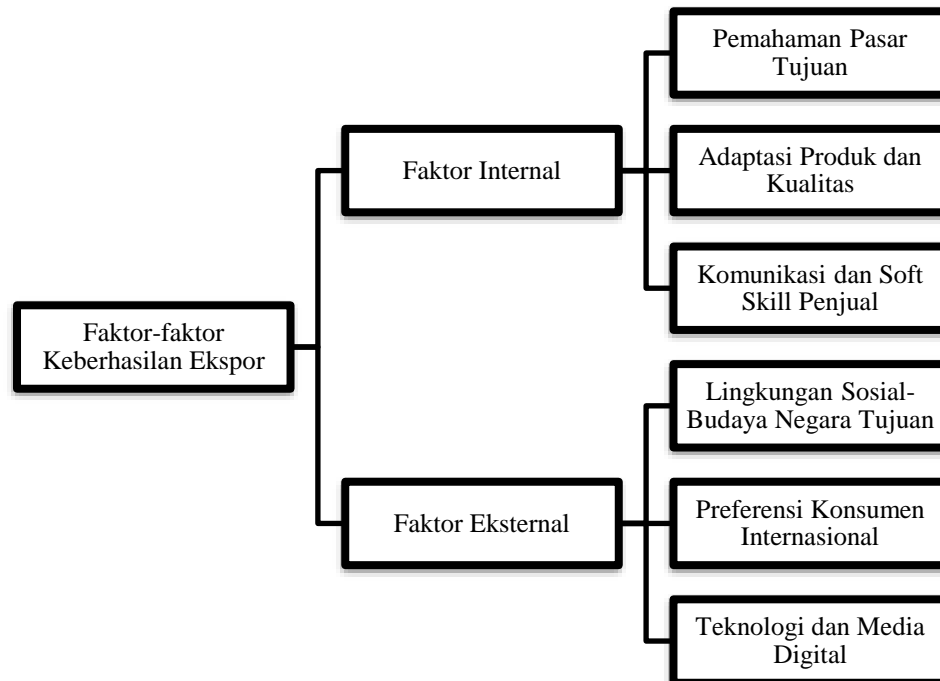 Pemahaman Pasar
Tujuan
Faktor Internal
Adaptasi Produk dan
Kualitas
Komunikasi dan Soft
Skill Penjual
Faktor-faktor
Keberhasilan Ekspor
Lingkungan Sosial-
Budaya Negara Tujuan
Faktor Eksternal
Preferensi Konsumen
Internasional
Teknologi dan Media
Digital